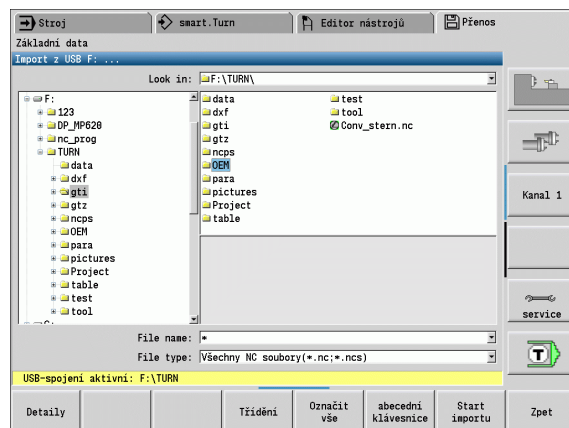 Stroj smart.Turn Editor nástrojů Přenos
Základní data
Import z USB F: ...
Look in: F:\TURN\
F:
123
DP_MP620
nc_prog
TURN
data
dxf
gti
gtz
ncps
OEM
para
pictures
Project
table
test
tool
data
dxf
gti
gtz
ncps
OEM
para
pictures
Project
table
test
tool
Conv_stern.nc
Kanal 1
service
T
File name: *
File type: Všechny NC soubory(*.nc;*.ncs)
USB-spojení aktivní: F:\TURN
Detaily Třídění Označit vše abecední klávesnice Start importu Zpet